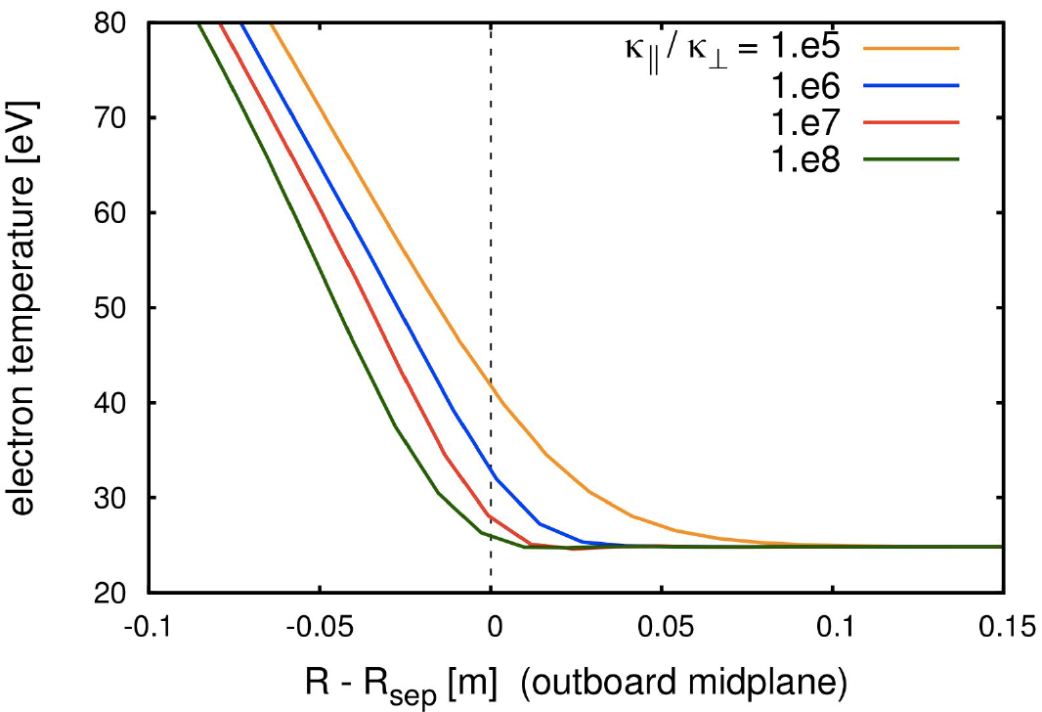 80
70
60
50
40
30
20
electron temperature [eV]
κ∥ / κ⊥ = 1.e5
1.e6
1.e7
1.e8
-0.1
-0.05
0
0.05
0.1
0.15
R - Rsep [m] (outboard midplane)